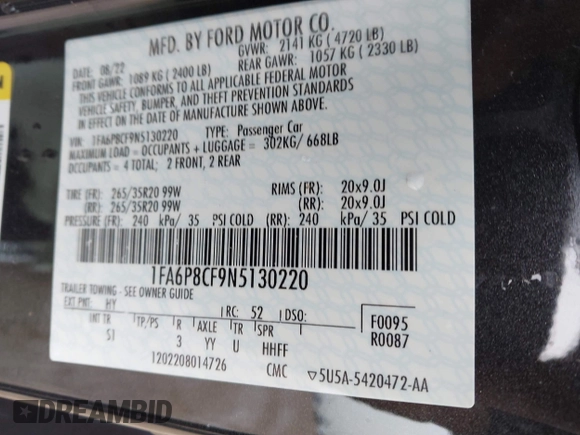 MFD. BY FORD MOTOR CO.
DATE: 08/22 GVWR: 2141 KG ( 4720 LB)
FRONT GAWR: 1089 KG ( 2400 LB) REAR GAWR: 1057 KG ( 2330 LB)
THIS VEHICLE CONFORMS TO ALL APPLICABLE FEDERAL MOTOR
VEHICLE SAFETY, BUMPER, AND THEFT PREVENTION STANDARDS
IN EFFECT ON THE DATE OF MANUFACTURE SHOWN ABOVE.
VIN: 1FA6P8CF9N5130220 TYPE: Passenger Car
MAXIMUM LOAD = OCCUPANTS + LUGGAGE = 302KG/ 668LB
OCCUPANTS = 4 TOTAL; 2 FRONT, 2 REAR
TIRE (FR): 265/35R20 99W RIMS (FR): 20x9.0J
(RR): 265/35R20 99W (RR): 20x9.0J
PRESSURE (FR): 240 kPa/ 35 PSI COLD (RR): 240 kPa/ 35 PSI COLD
1FA6P8CF9N5130220
TRAILER TOWING - SEE OWNER GUIDE
EXT PNT: HY RC: 52 DSO: F0095
INT TR TP/PS R AXLE TR SPR R0087
SI 3 YY U HHFF
1202208014726 CMC ▽5U5A-5420472-AA
DREAMBID